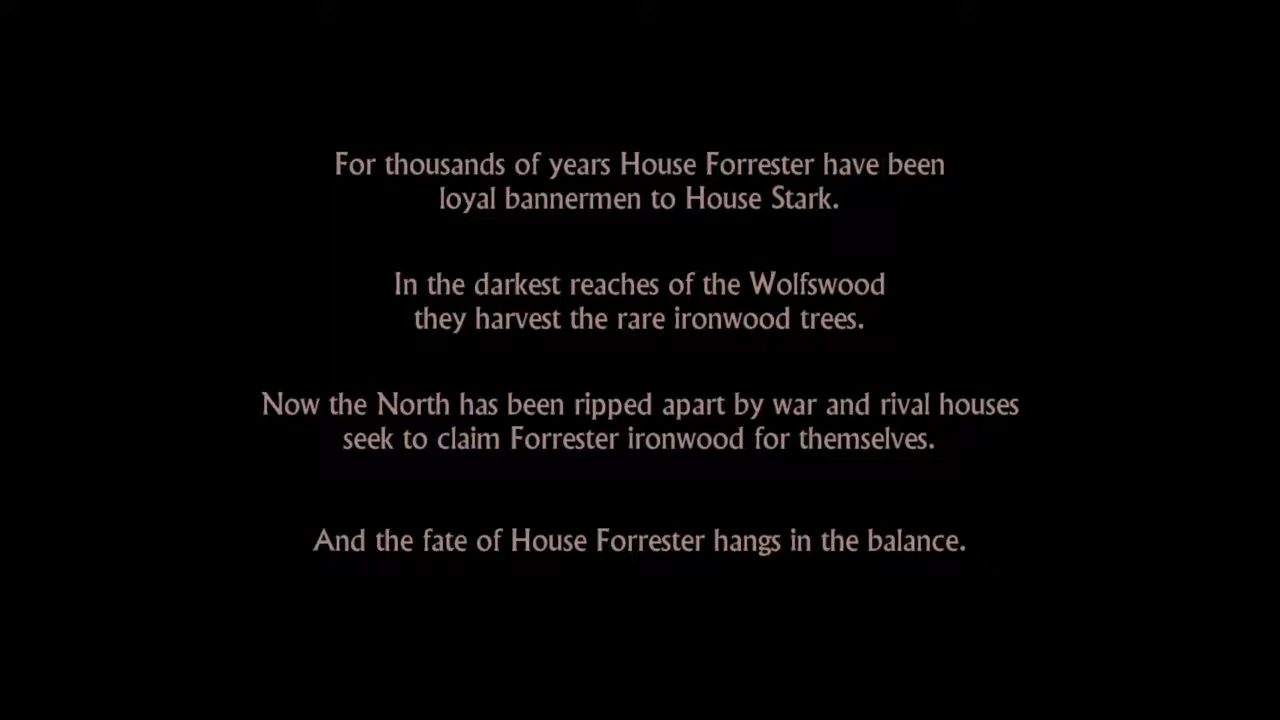 For thousands of years House Forrester have been
loyal bannermen to House Stark.
In the darkest reaches of the Wolfswood
they harvest the rare ironwood trees.
Now the North has been ripped apart by war and rival houses
seek to claim Forrester ironwood for themselves.
And the fate of House Forrester hangs in the balance.